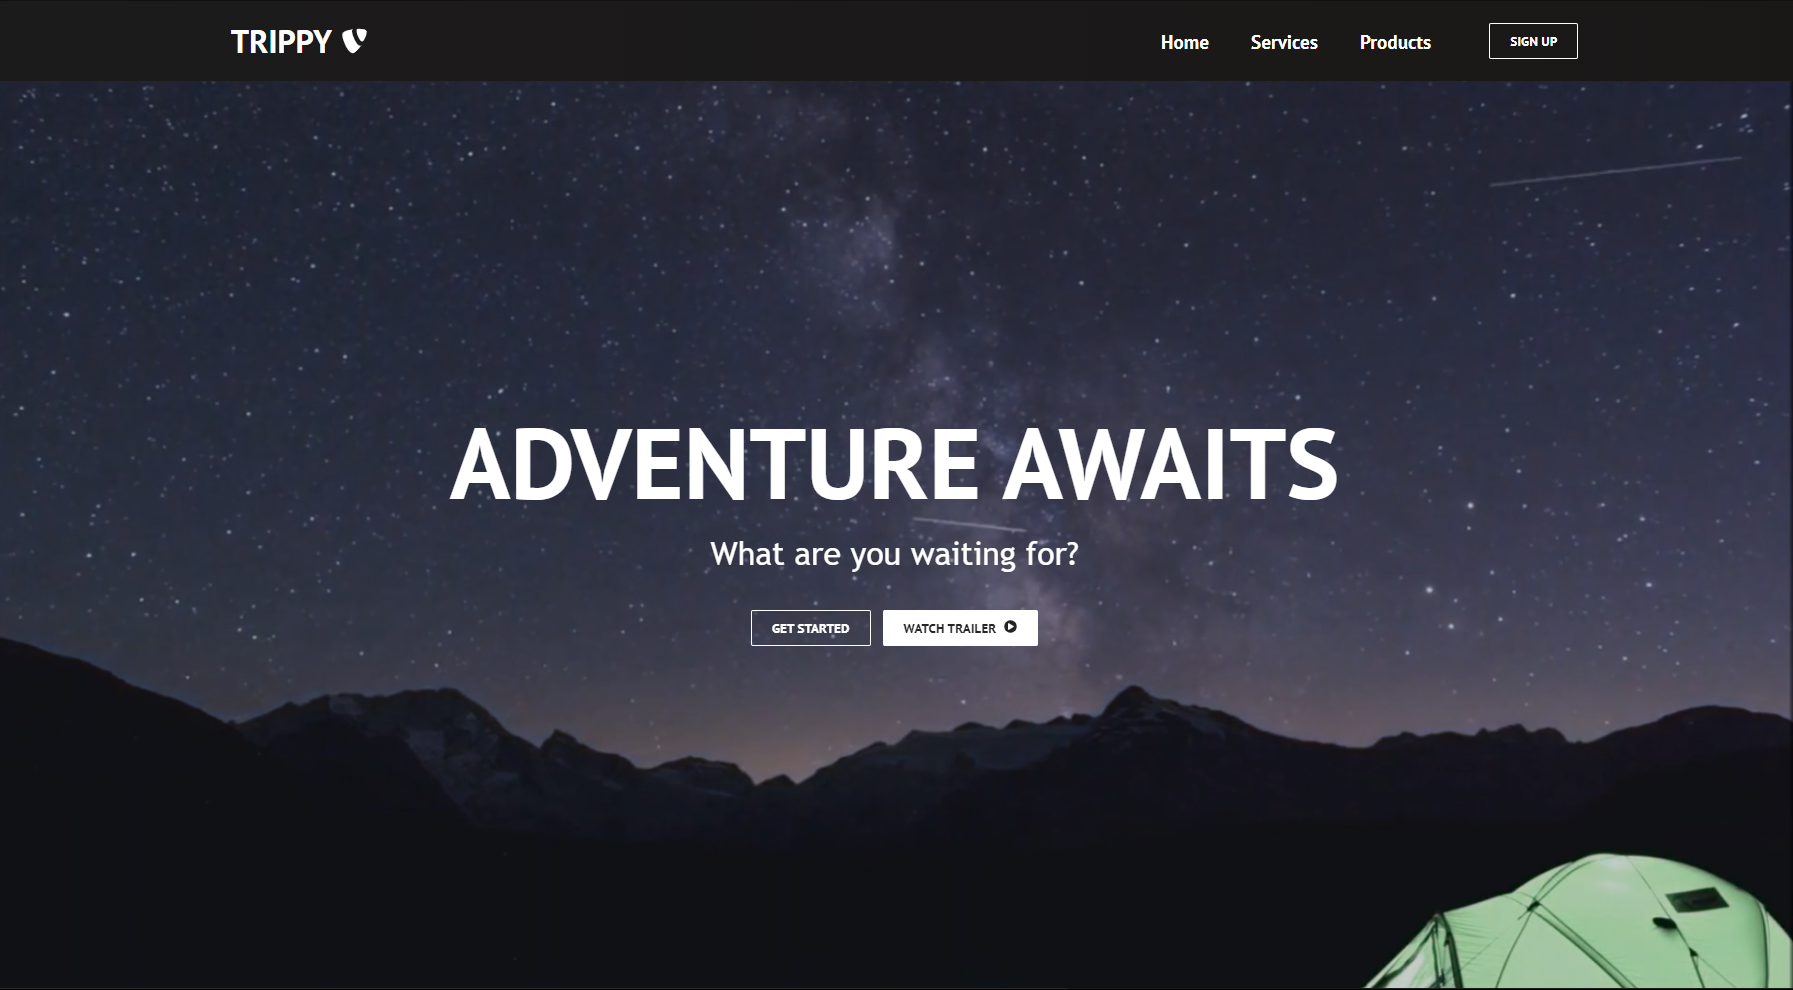 TRIPPY
Home Services Products SIGN UP
ADVENTURE AWAITS
What are you waiting for?
GET STARTED WATCH TRAILER